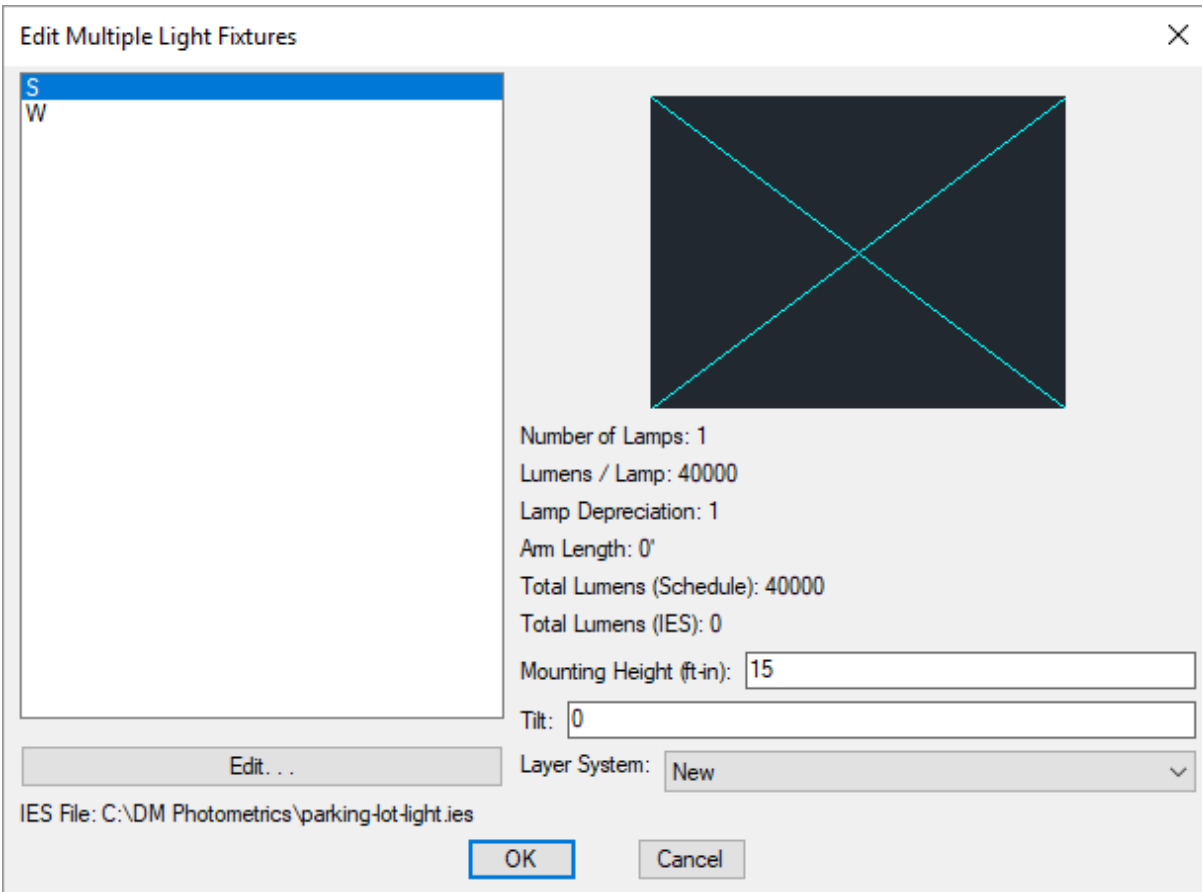 Edit Multiple Light Fixtures
S
W
Number of Lamps: 1
Lumens / Lamp: 40000
Lamp Depreciation: 1
Arm Length: 0'
Total Lumens (Schedule): 40000
Total Lumens (IES): 0
Mounting Height (ft-in): 15
Tilt: 0
Edit. . .
Layer System: New
IES File: C:\DM Photometrics\parking-lot-light.ies
OK Cancel